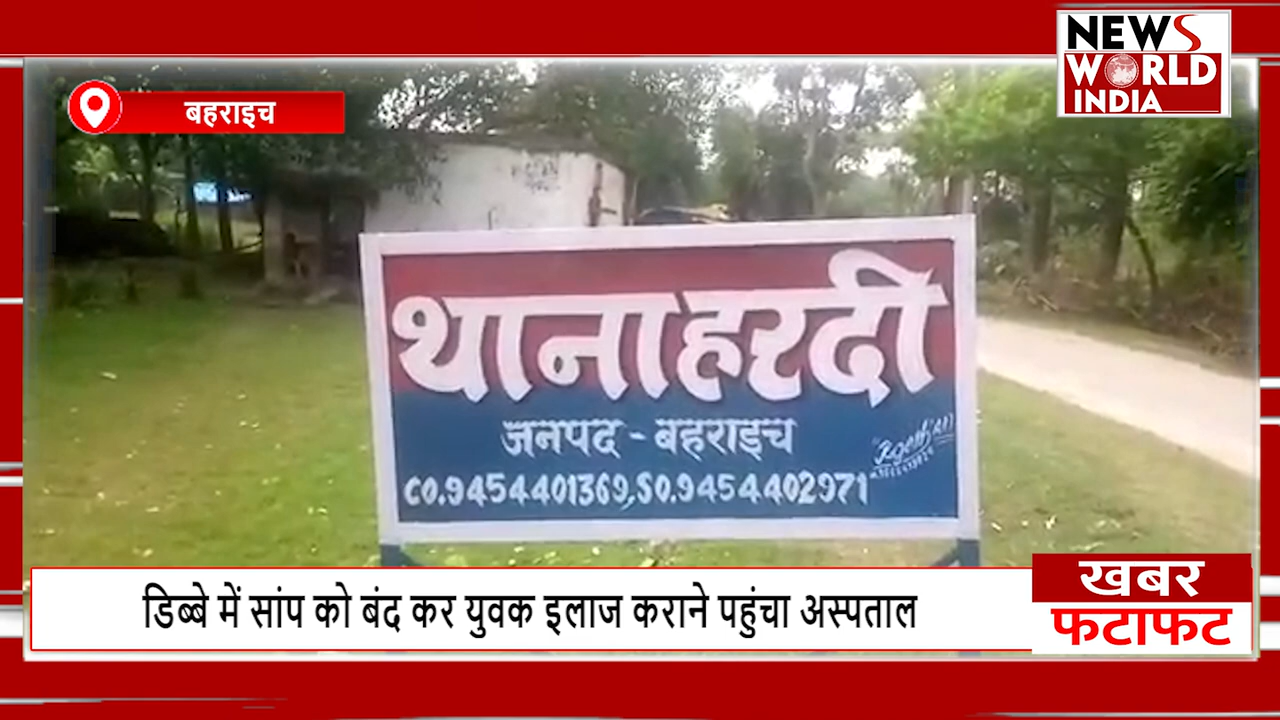 NEWS
WORLD
INDIA
बहराइच
थानाहरदी
जनपद - बहराइच
CO.9454401369,SO.9454402971
डिब्बे में सांप को बंद कर युवक इलाज कराने पहुंचा अस्पताल
खबर
फटाफट